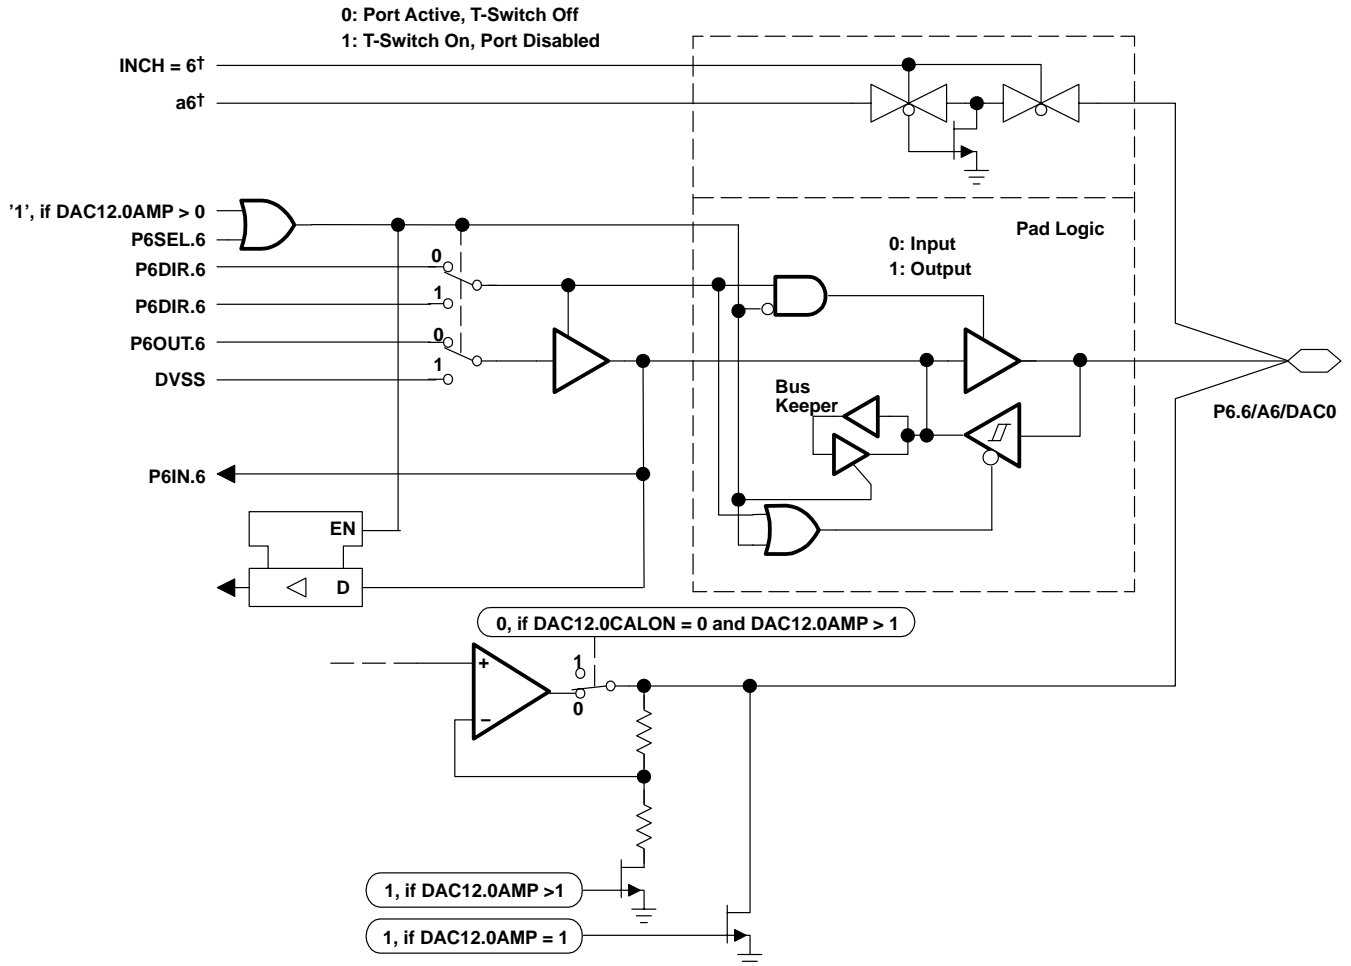 0: Port Active, T-Switch Off
1: T-Switch On, Port Disabled
INCH = 6†
a6†
’1’, if DAC12.0AMP > 0
P6SEL.6
P6DIR.6
0
P6DIR.6
1
P6OUT.6
0
DVSS
1
Pad Logic
0: Input
1: Output
Bus
Keeper
P6.6/A6/DAC0
P6IN.6
EN
D
0, if DAC12.0CALON = 0 and DAC12.0AMP > 1
+
−
1
0
1, if DAC12.0AMP >1
1, if DAC12.0AMP = 1